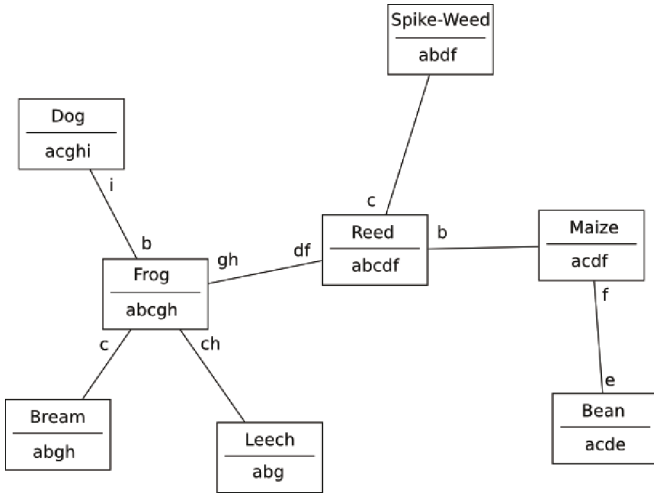 Spike-Weed
abdf
Dog
acghi
i
b
c
Reed
abcdf
b
Maize
acdf
df
gh
Frog
abcgh
f
c
ch
e
Bream
abgh
Leech
abg
Bean
acde